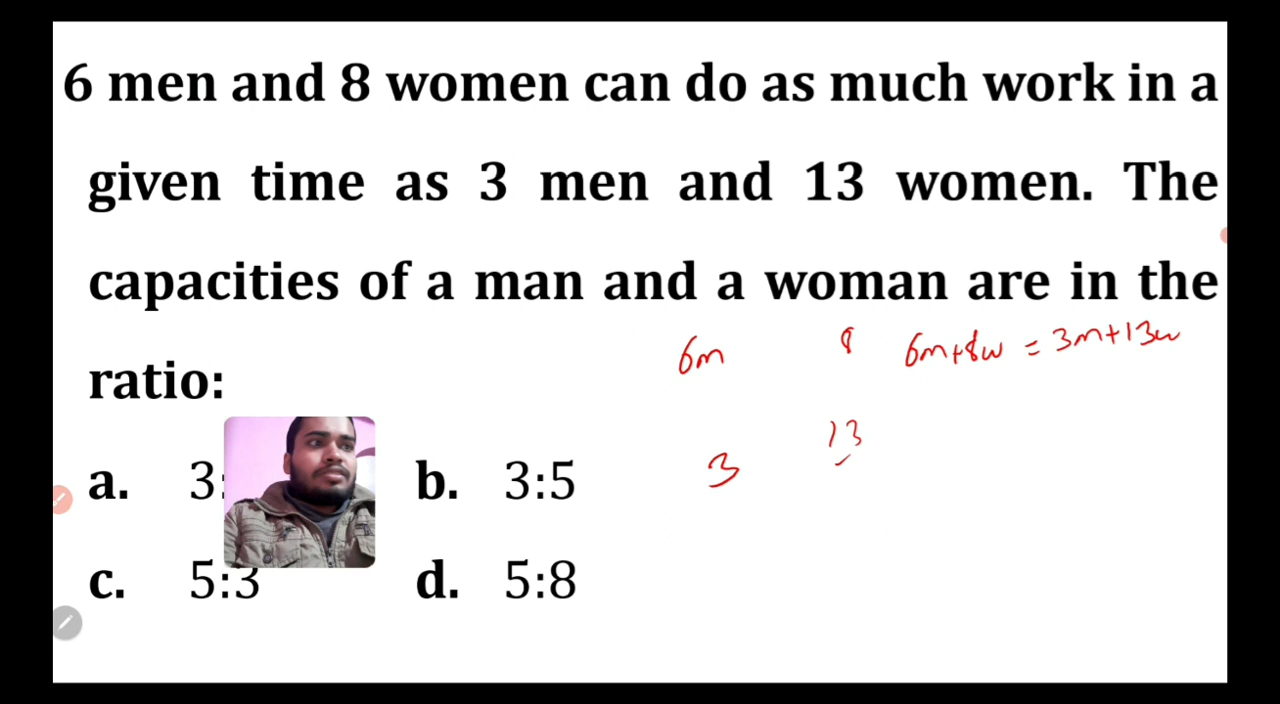 6 men and 8 women can do as much work in a
given time as 3 men and 13 women. The
capacities of a man and a woman are in the
ratio:
6m 8 6m+8w = 3m+13w
3 13
a. 3: b. 3:5
c. 5:3 d. 5:8